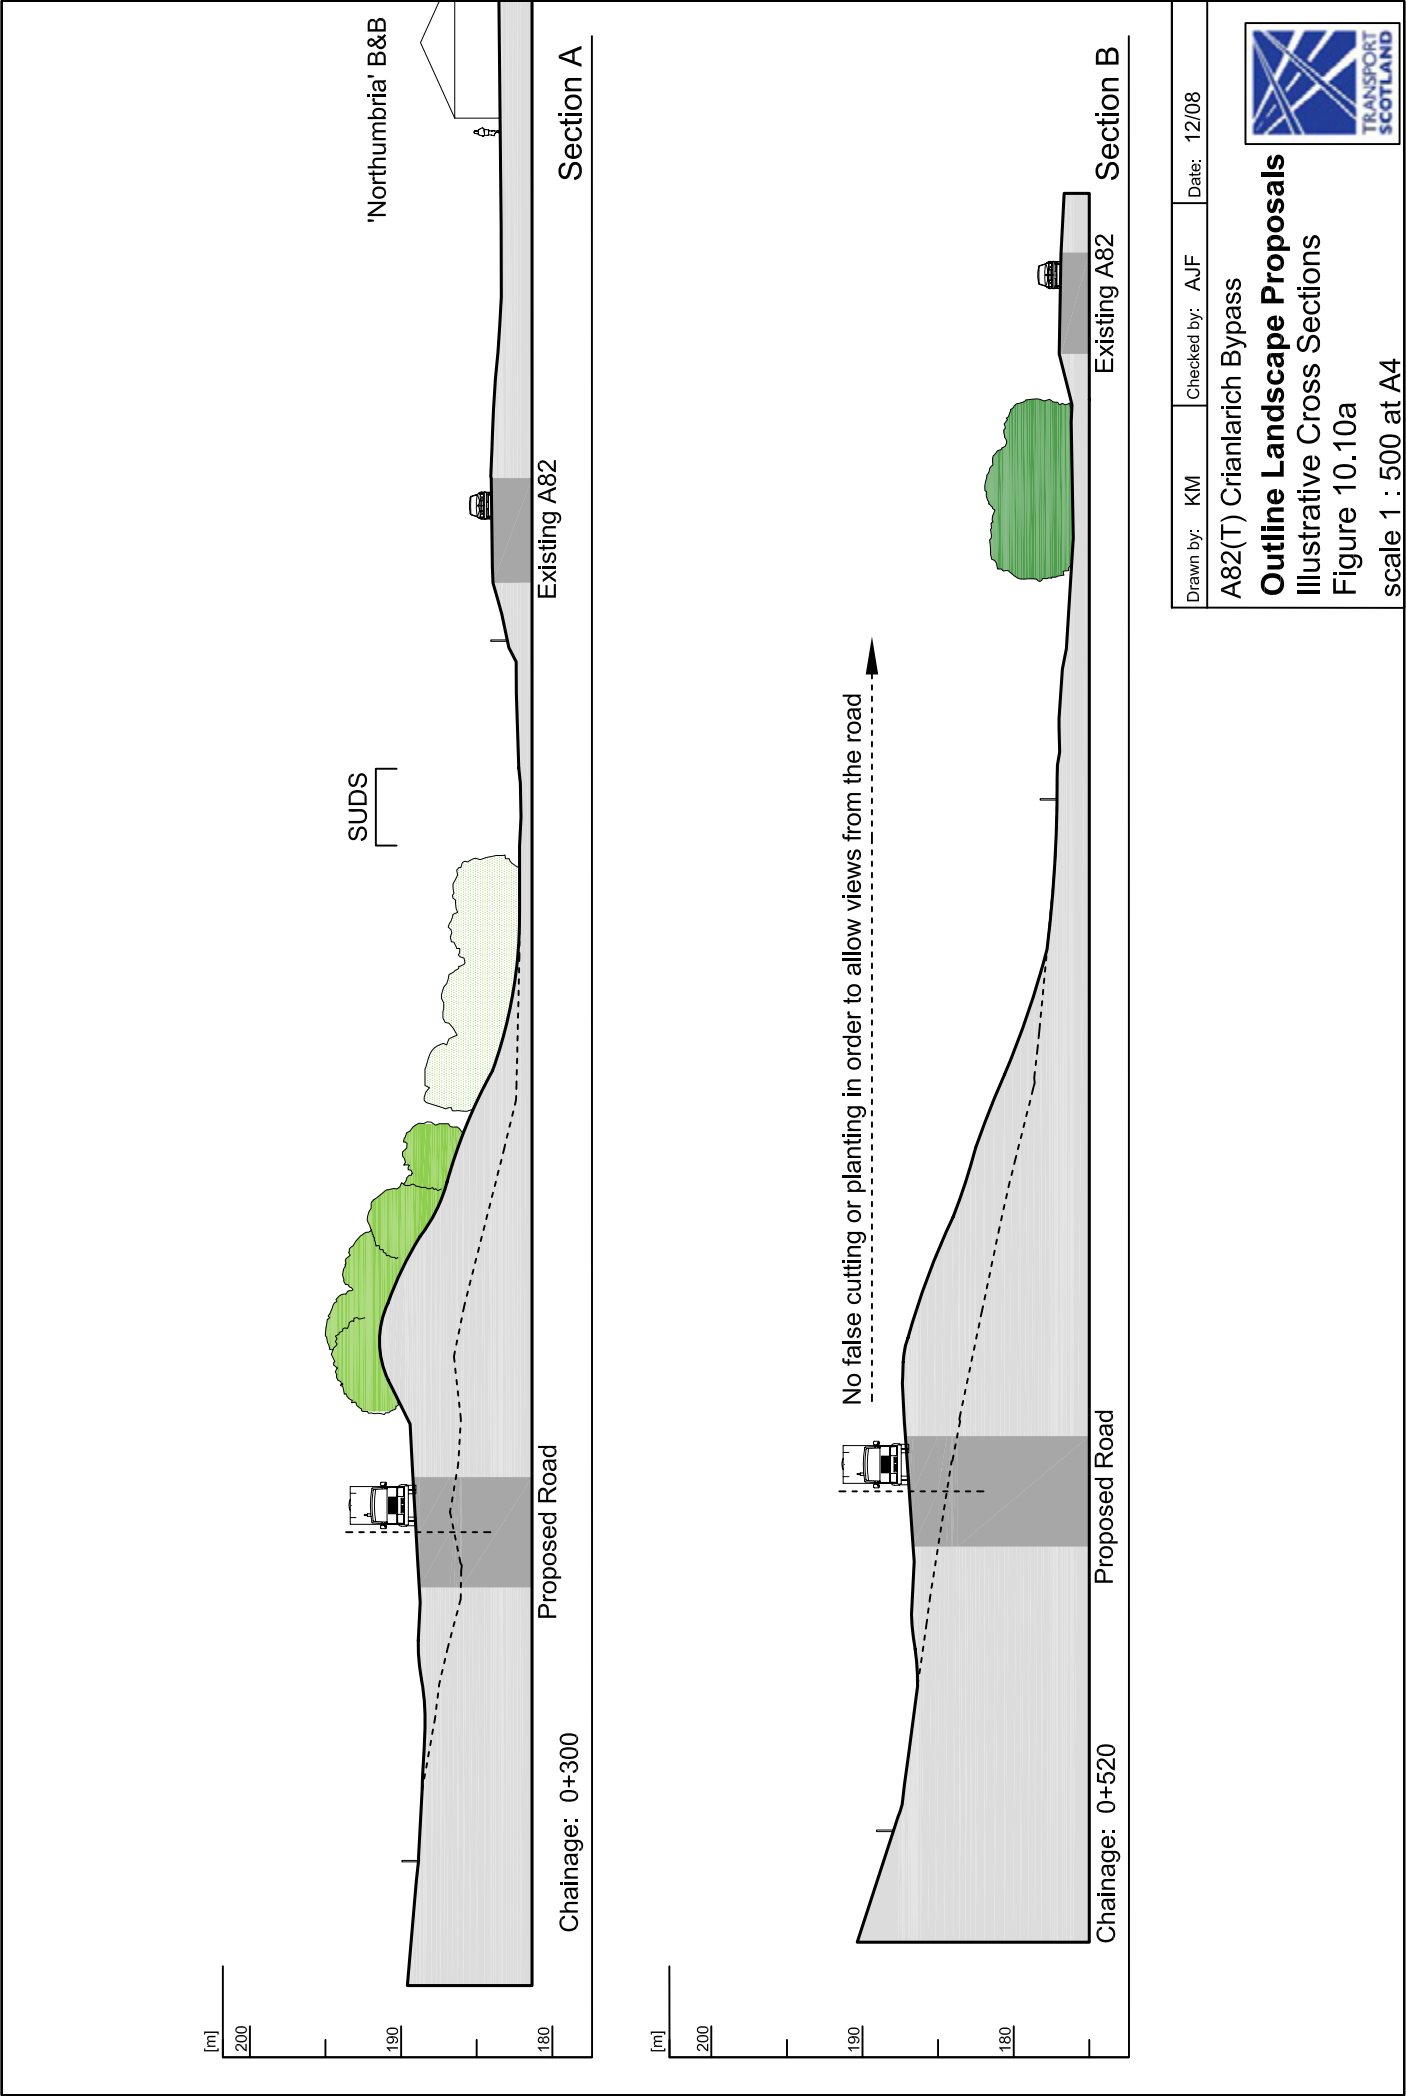 [m]
200
190
180
'Northumbria' B&B
SUDS
Proposed Road
Existing A82
Chainage: 0+300
Section A
[m]
200
190
180
No false cutting or planting in order to allow views from the road
Proposed Road
Existing A82
Chainage: 0+520
Section B
Drawn by: KM
Checked by: AJF
Date: 12/08
A82(T) Crianlarich Bypass
Outline Landscape Proposals
Illustrative Cross Sections
Figure 10.10a
scale 1 : 500 at A4
TRANSPORT
SCOTLAND